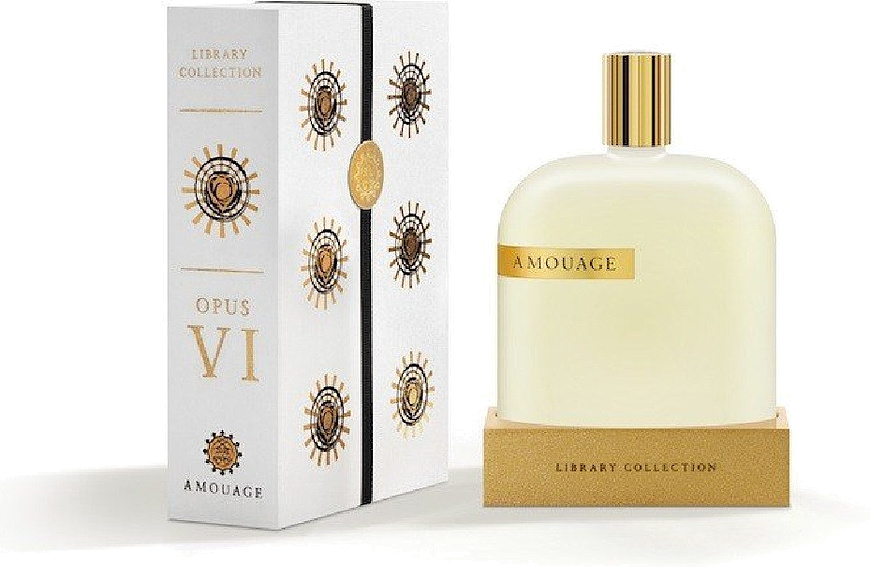 LIBRARY
COLLECTION
OPUS
VI
AMOUAGE
AMOUAGE
LIBRARY COLLECTION